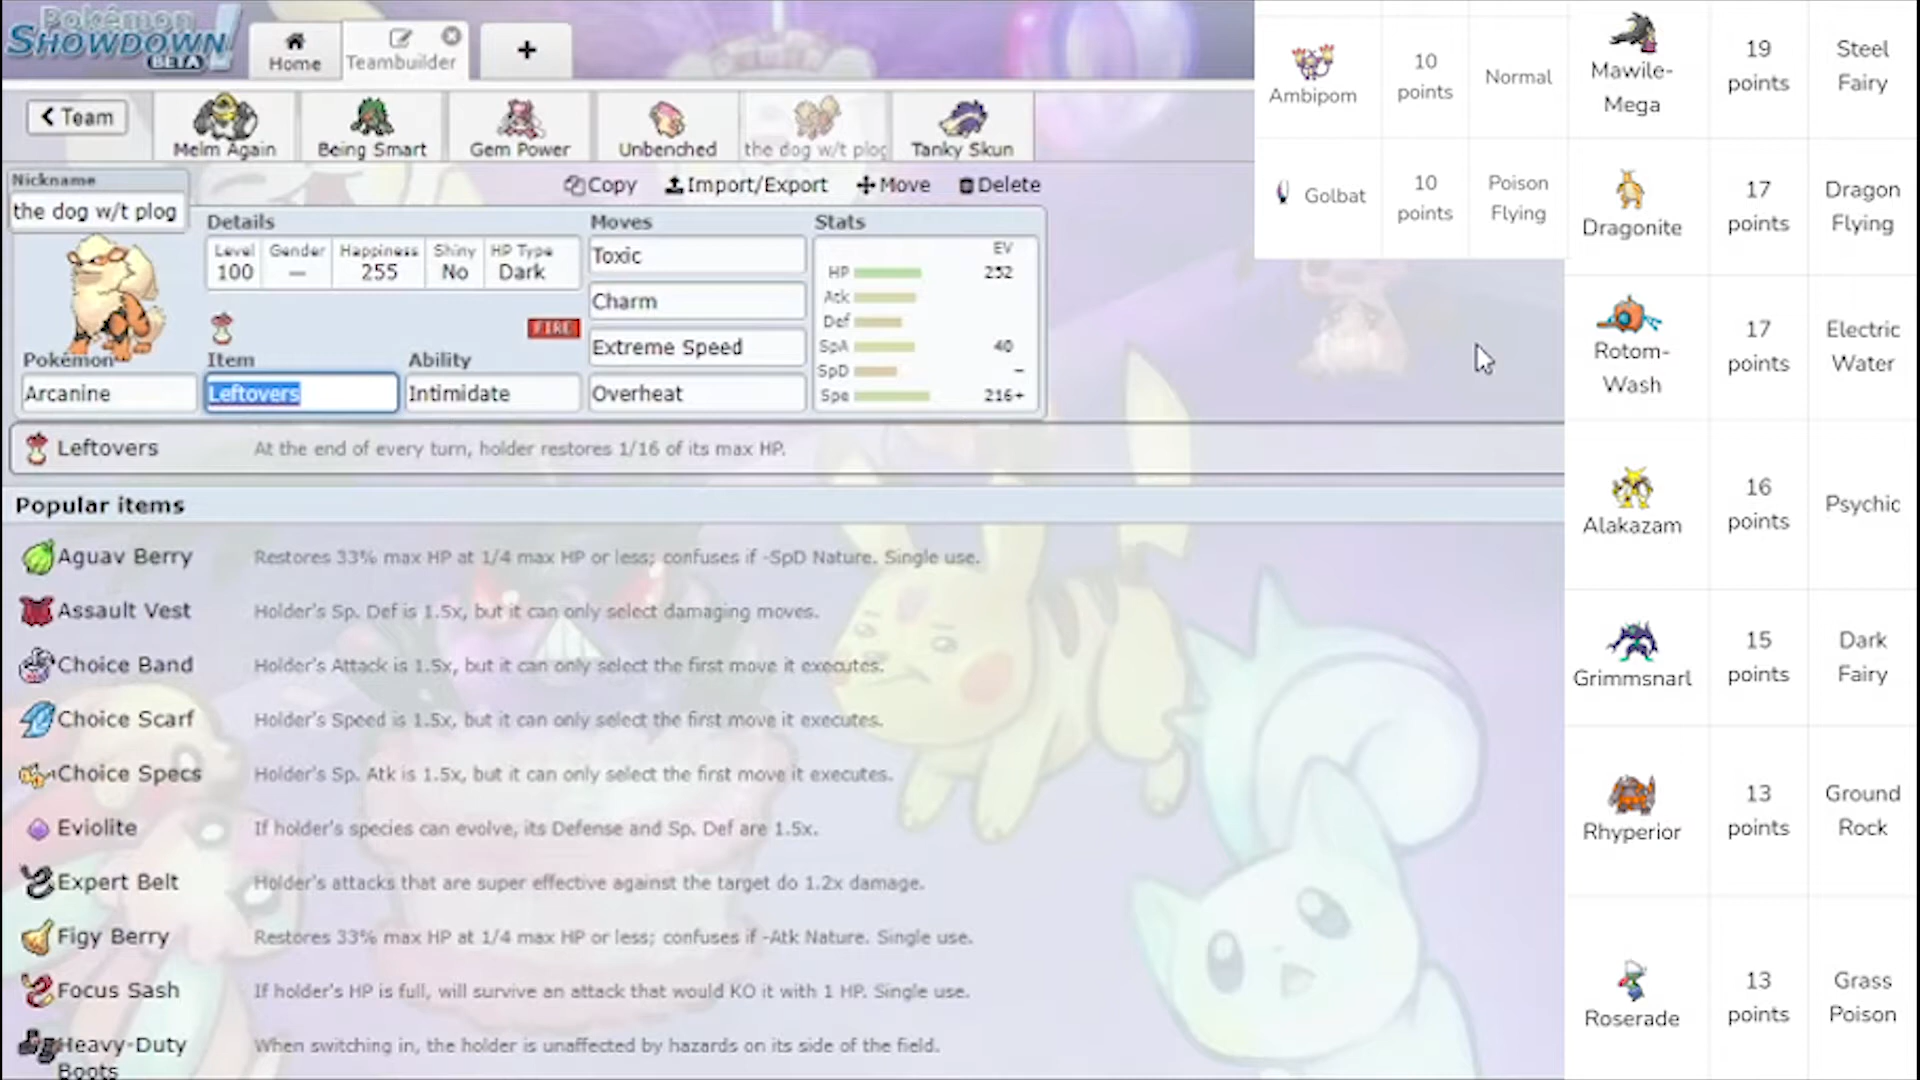 Pokémon
SHOWDOWN!
BETA
Home
Teambuilder
+
Team
Melm Again
Being Smart
Gem Power
Unbenched
the dog w/t plog
Tanky Skun
Nickname
the dog w/t plog
Copy
Import/Export
Move
Delete
Details
Level
100
Gender
—
Happiness
255
Shiny
No
HP Type
Dark
FIRE
Pokémon
Arcanine
Item
Leftovers
Ability
Intimidate
Moves
Toxic
Charm
Extreme Speed
Overheat
Stats
EV
HP 252
Atk
Def
SpA 40
SpD –
Spe 216+
Leftovers At the end of every turn, holder restores 1/16 of its max HP.
Popular items
Aguav Berry Restores 33% max HP at 1/4 max HP or less; confuses if -SpD Nature. Single use.
Assault Vest Holder's Sp. Def is 1.5x, but it can only select damaging moves.
Choice Band Holder's Attack is 1.5x, but it can only select the first move it executes.
Choice Scarf Holder's Speed is 1.5x, but it can only select the first move it executes.
Choice Specs Holder's Sp. Atk is 1.5x, but it can only select the first move it executes.
Eviolite If holder's species can evolve, its Defense and Sp. Def are 1.5x.
Expert Belt Holder's attacks that are super effective against the target do 1.2x damage.
Figy Berry Restores 33% max HP at 1/4 max HP or less; confuses if -Atk Nature. Single use.
Focus Sash If holder's HP is full, will survive an attack that would KO it with 1 HP. Single use.
Heavy-Duty
Boots
When switching in, the holder is unaffected by hazards on its side of the field.
Ambipom
10
points
Normal
Golbat
10
points
Poison
Flying
Mawile-
Mega
19
points
Steel
Fairy
Dragonite
17
points
Dragon
Flying
Rotom-
Wash
17
points
Electric
Water
Alakazam
16
points
Psychic
Grimmsnarl
15
points
Dark
Fairy
Rhyperior
13
points
Ground
Rock
Roserade
13
points
Grass
Poison